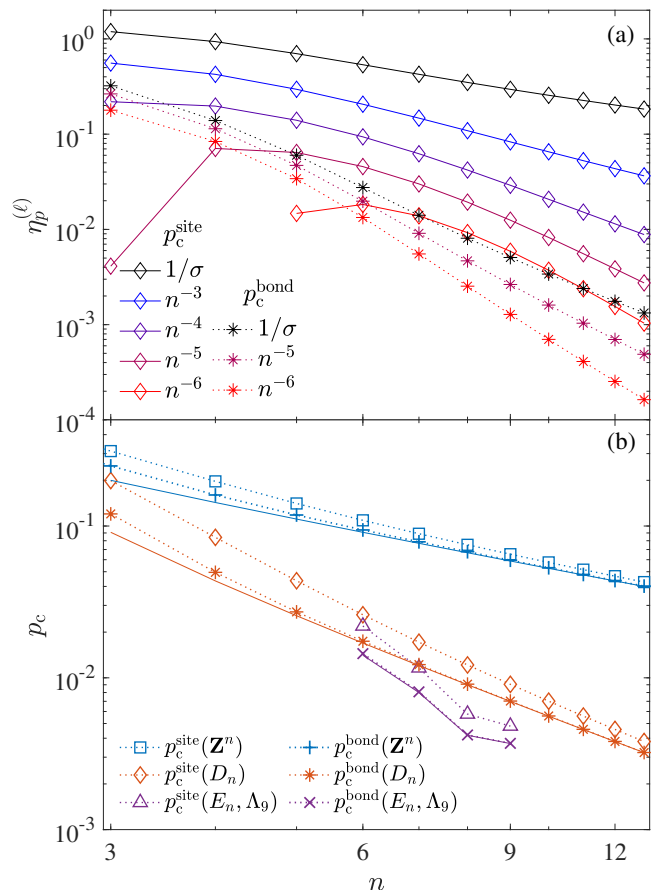 (a)
10^0
10^{-1}
10^{-2}
10^{-3}
10^{-4}
η_p^{(ℓ)}
p_c^{site}
1/σ
n^{-3}
n^{-4}
n^{-5}
n^{-6}
p_c^{bond}
1/σ
n^{-5}
n^{-6}
(b)
10^{-1}
10^{-2}
10^{-3}
p_c
p_c^{site}(Z^n)
p_c^{site}(D_n)
p_c^{site}(E_n, Λ_9)
p_c^{bond}(Z^n)
p_c^{bond}(D_n)
p_c^{bond}(E_n, Λ_9)
3 6 9 12
n